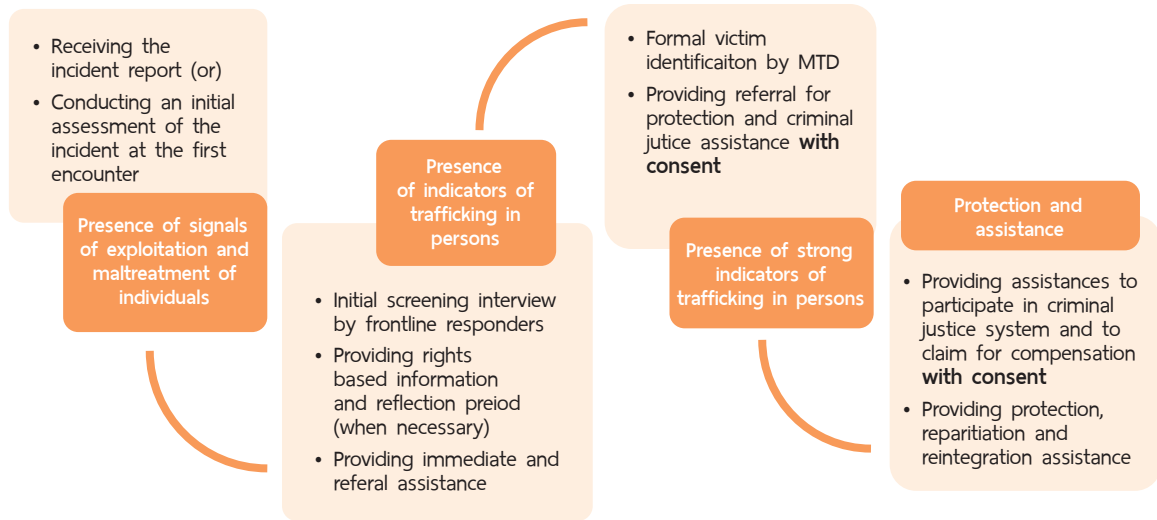 • Receiving the
incident report (or)
• Conducting an initial
assessment of the
incident at the first
encounter
Presence of signals
of exploitation and
maltreatment of
individuals
Presence
of indicators of
trafficking in
persons
• Initial screening interview
by frontline responders
• Providing rights
based information
and reflection preiod
(when necessary)
• Providing immediate and
referal assistance
• Formal victim
identificaiton by MTD
• Providing referral for
protection and criminal
jutice assistance with
consent
Presence of strong
indicators of
trafficking in persons
Protection and
assistance
• Providing assistances to
participate in criminal
justice system and to
claim for compensation
with consent
• Providing protection,
reparitiation and
reintegration assistance